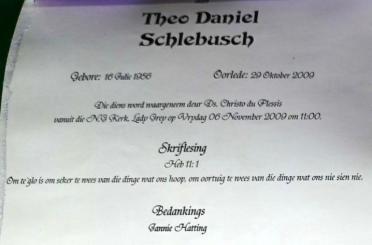 Theo Daniel
Schlebusch
Gebore: 16 Julie 1956 Oorlede: 29 Oktober 2009
Die diens word waargeneem deur Ds. Christo du Plessis
vanuit die NG Kerk, Lady Grey op Vrydag 06 November 2009 om 11:00.
Skriflesing
Heb 11: 1
Om te glo is om seker te wees van die dinge wat ons hoop, om oortuig te wees van die dinge wat ons nie sien nie.
Bedankings
Jannie Hatting